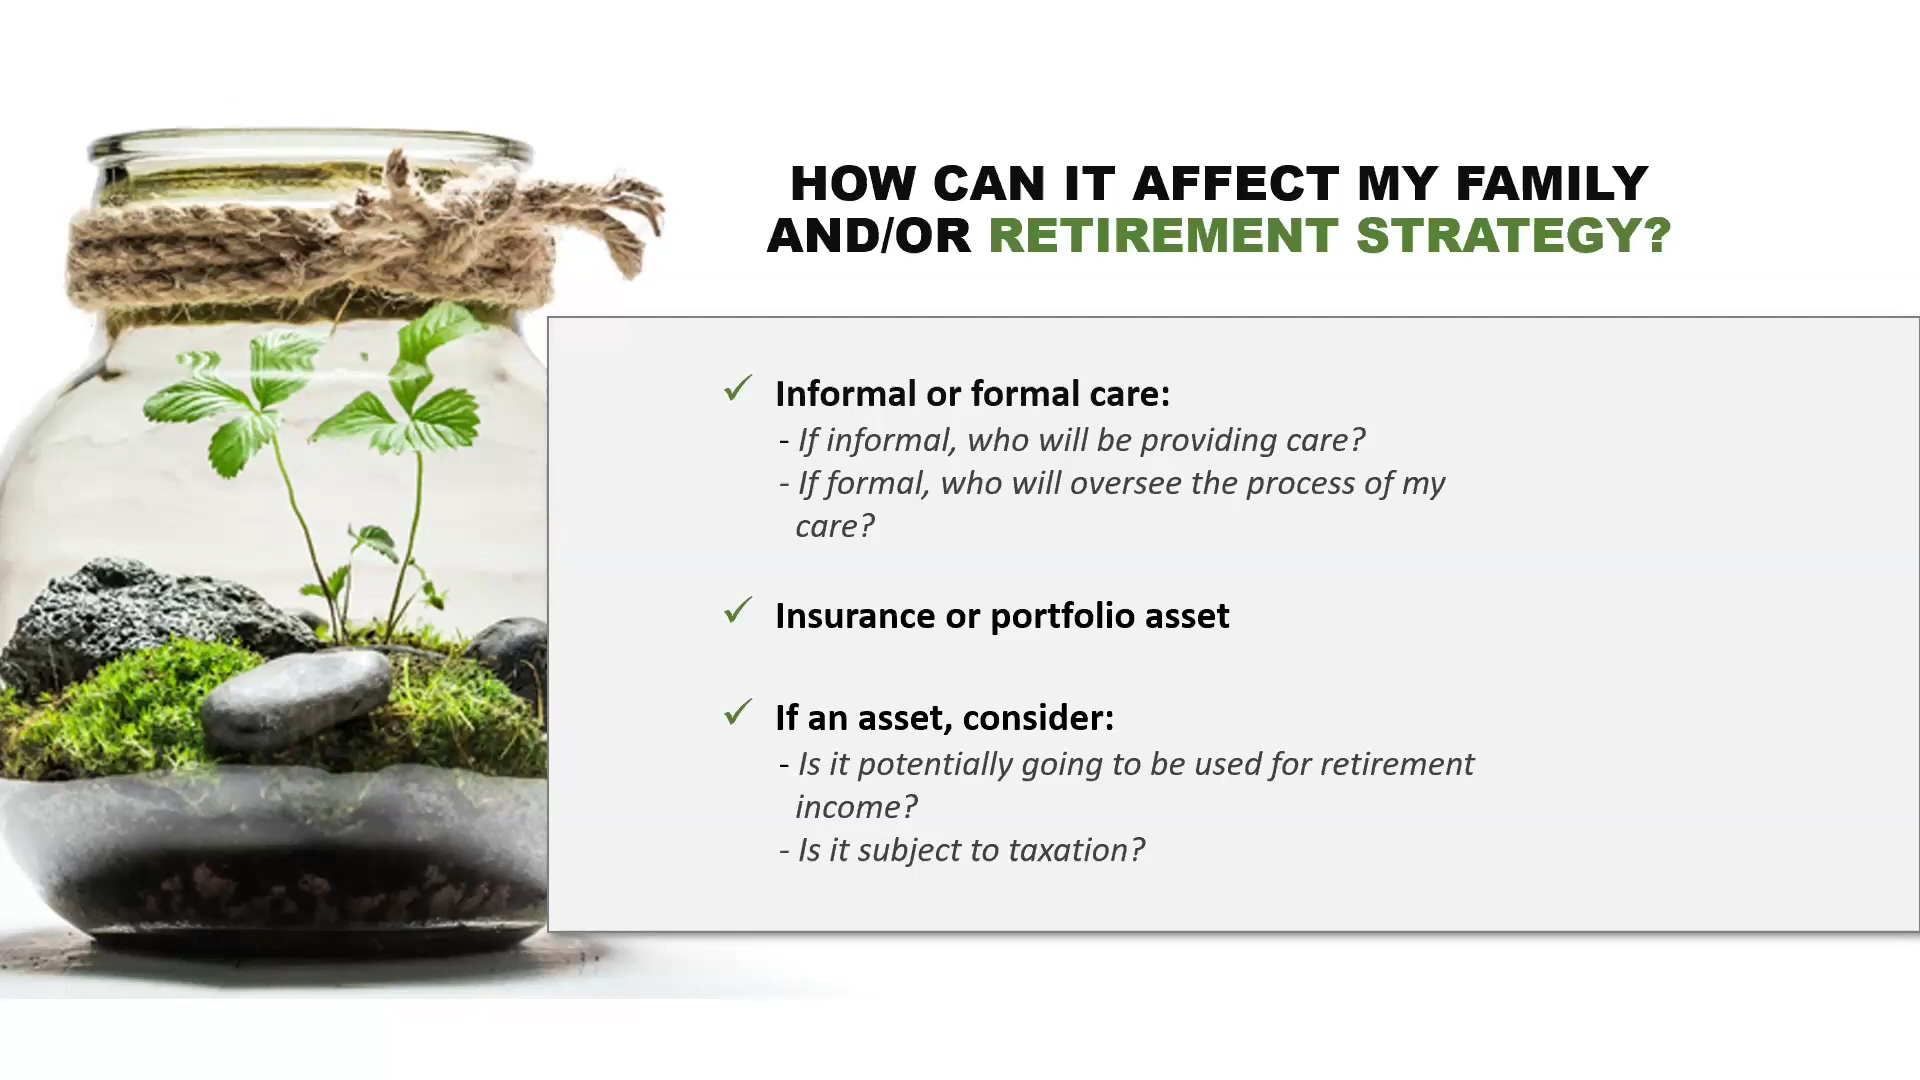 HOW CAN IT AFFECT MY FAMILY
AND/OR RETIREMENT STRATEGY?
✓ Informal or formal care:
- If informal, who will be providing care?
- If formal, who will oversee the process of my
care?
✓ Insurance or portfolio asset
✓ If an asset, consider:
- Is it potentially going to be used for retirement
income?
- Is it subject to taxation?